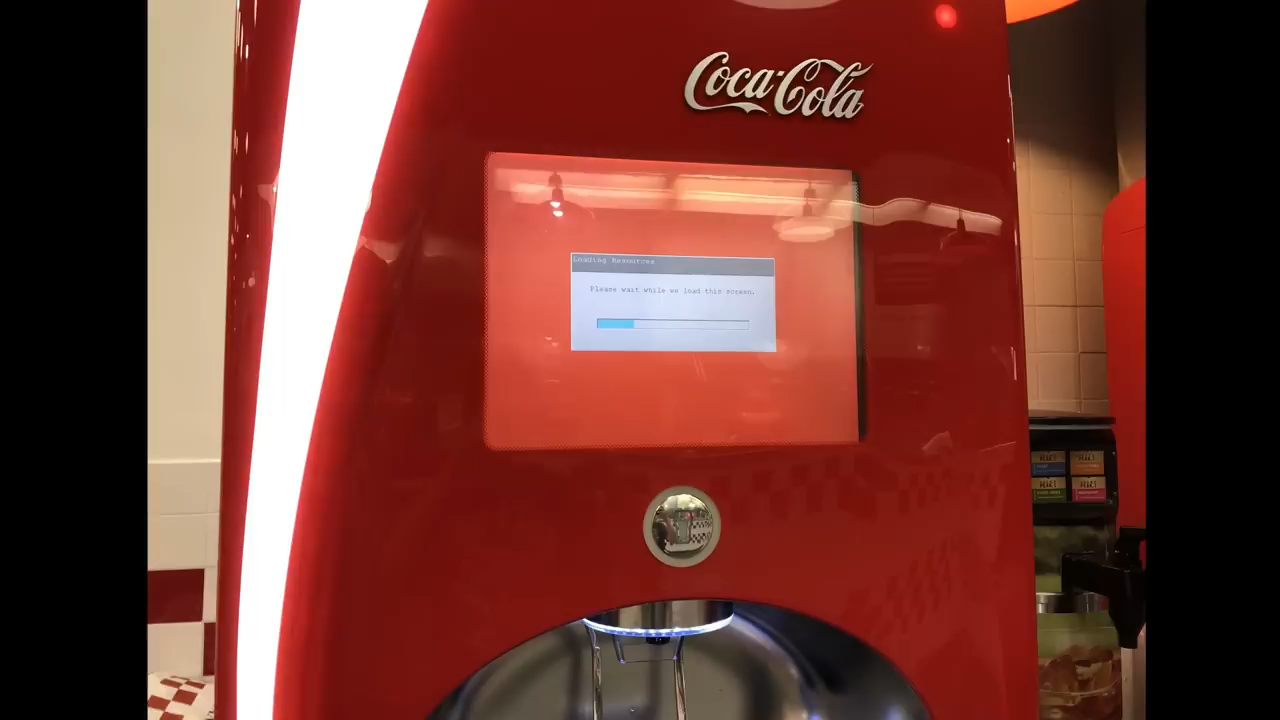 Coca-Cola
Loading Resources
Please wait while we load this screen.